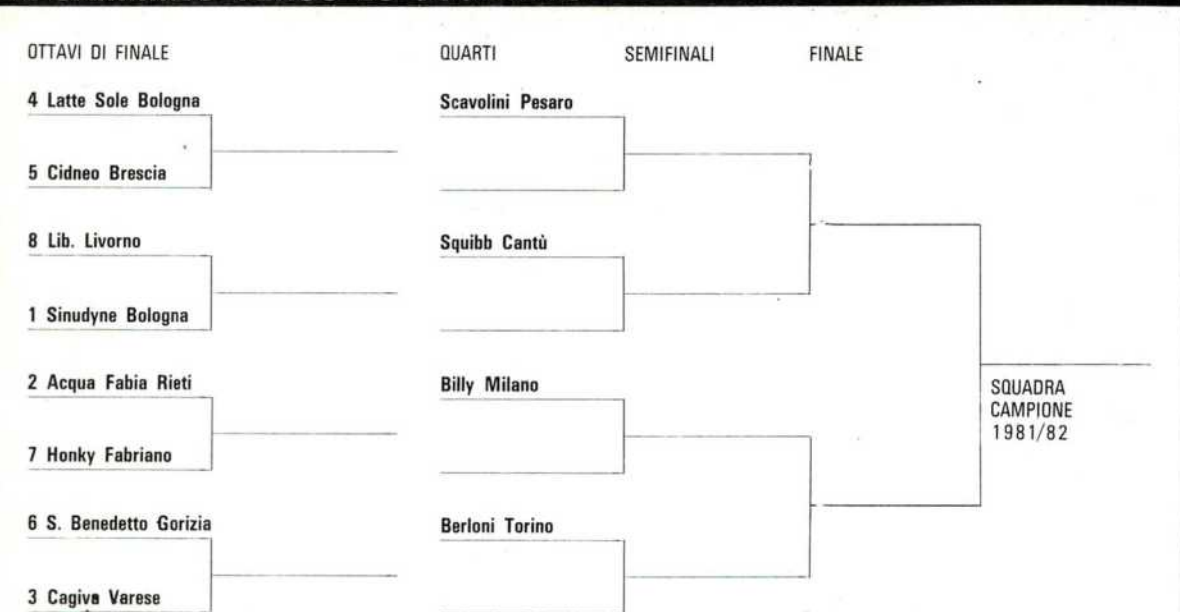 OTTAVI DI FINALE
QUARTI
SEMIFINALI
FINALE
4 Latte Sole Bologna
5 Cidneo Brescia
8 Lib. Livorno
1 Sinudyne Bologna
2 Acqua Fabia Rieti
7 Honky Fabriano
6 S. Benedetto Gorizia
3 Cagiva Varese
Scavolini Pesaro
Squibb Cantù
Billy Milano
Berloni Torino
SQUADRA
CAMPIONE
1981/82